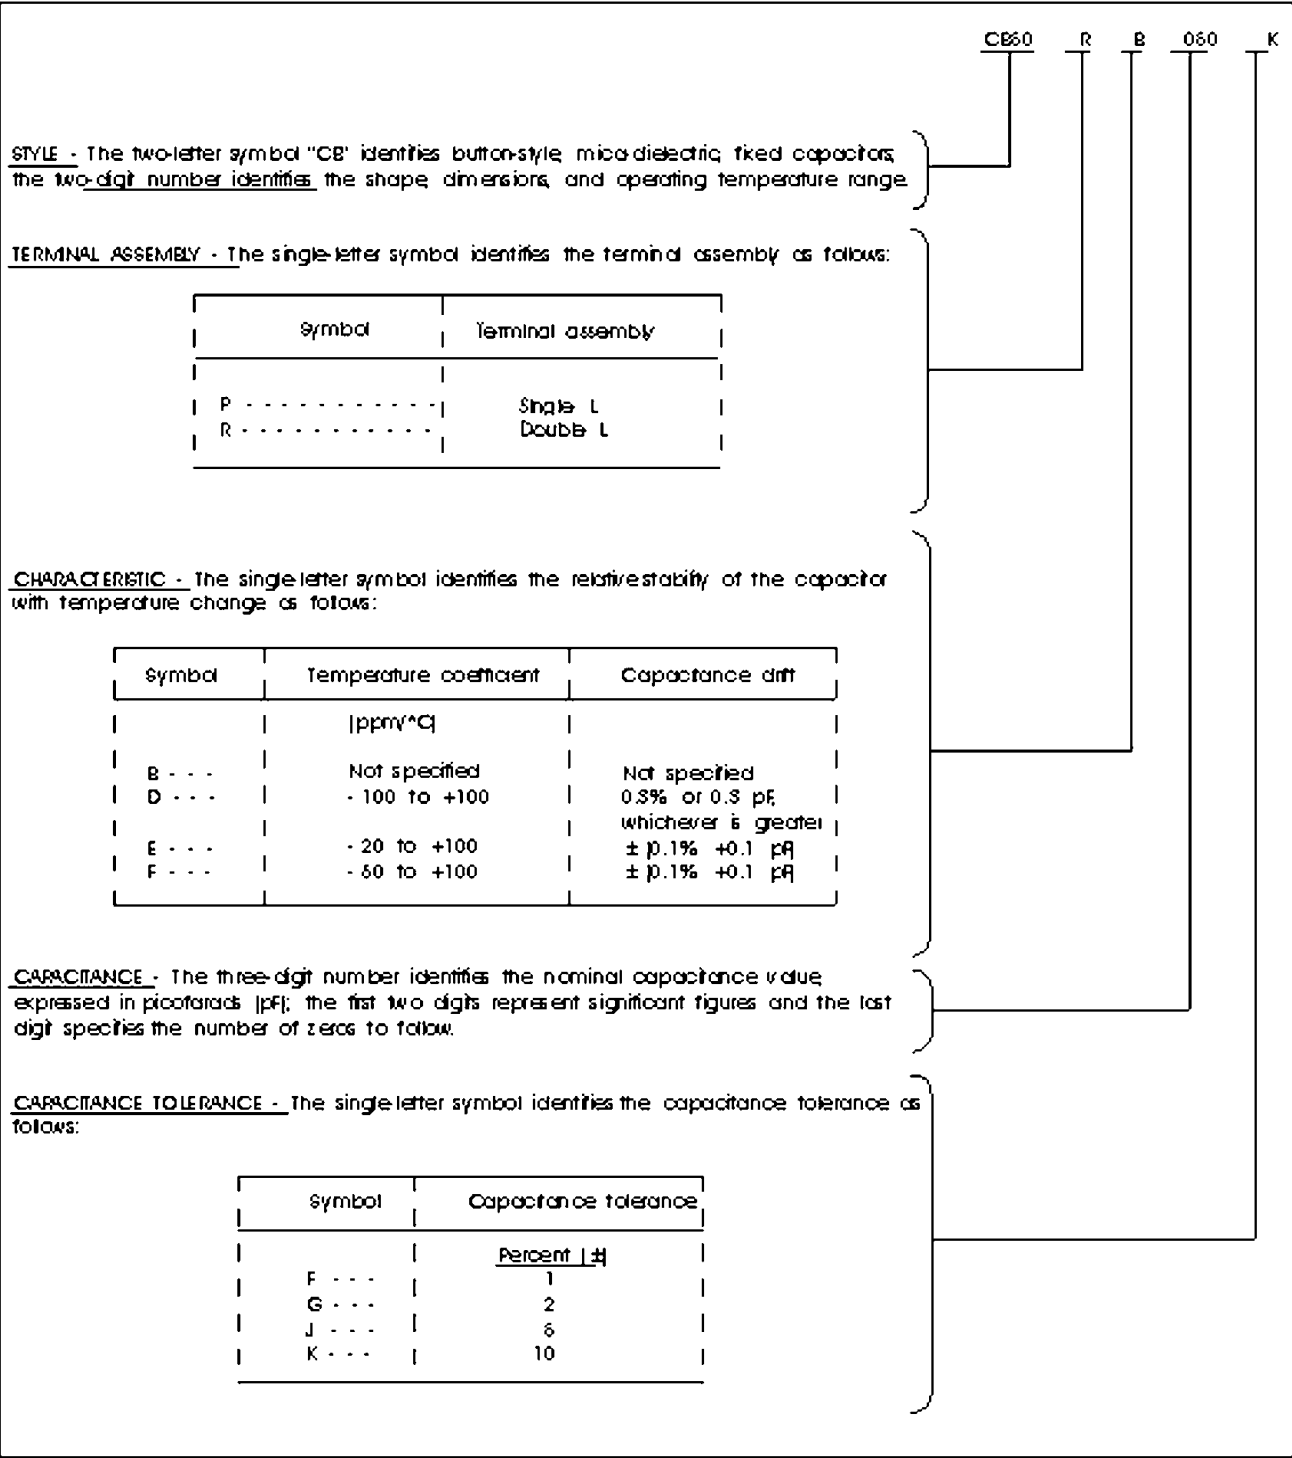 CB60 R B 060 K
STYLE - The two-letter symbol "CB" identifies button-style, mica-dielectric, fixed capacitors,
the two-digit number identifies the shape, dimensions, and operating temperature range.
TERMINAL ASSEMBLY - The single-letter symbol identifies the terminal assembly as follows:
Symbol Terminal assembly
P - - - - - - - - - - - Single L
R - - - - - - - - - - - Double L
CHARACTERISTIC - The single letter symbol identifies the relative stability of the capacitor
with temperature change as follows:
Symbol Temperature coefficient Capacitance drift
(ppm/°C)
B - - - Not specified Not specified
D - - - - 100 to +100 0.3% or 0.3 pF,
whichever is greater
E - - - - 20 to +100 ± (0.1% +0.1 pF)
F - - - - 50 to +100 ± (0.1% +0.1 pF)
CAPACITANCE - The three-digit number identifies the nominal capacitance value,
expressed in picofarads (pF); the first two digits represent significant figures and the last
digit specifies the number of zeros to follow.
CAPACITANCE TOLERANCE - The single letter symbol identifies the capacitance tolerance as
follows:
Symbol Capacitance tolerance
Percent (±)
F - - - 1
G - - - 2
J - - - 5
K - - - 10